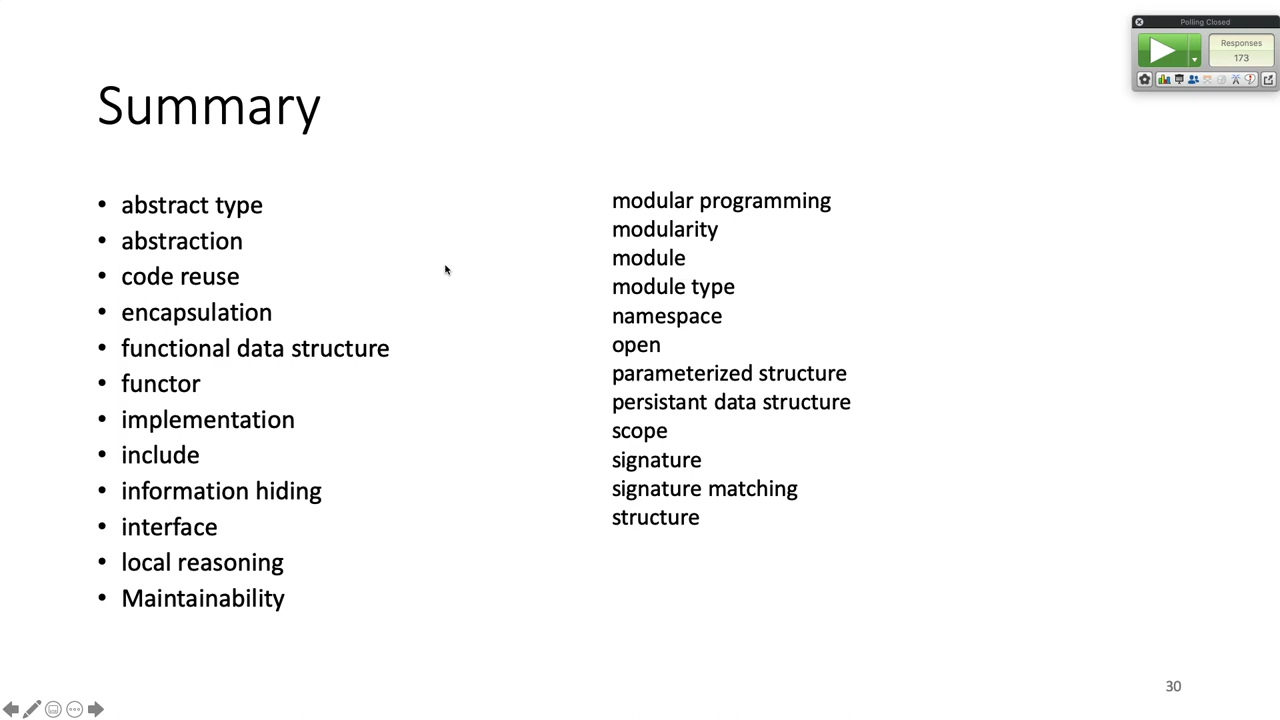 Polling Closed
Responses
173
Summary
• abstract type
• abstraction
• code reuse
• encapsulation
• functional data structure
• functor
• implementation
• include
• information hiding
• interface
• local reasoning
• Maintainability
modular programming
modularity
module
module type
namespace
open
parameterized structure
persistant data structure
scope
signature
signature matching
structure
30